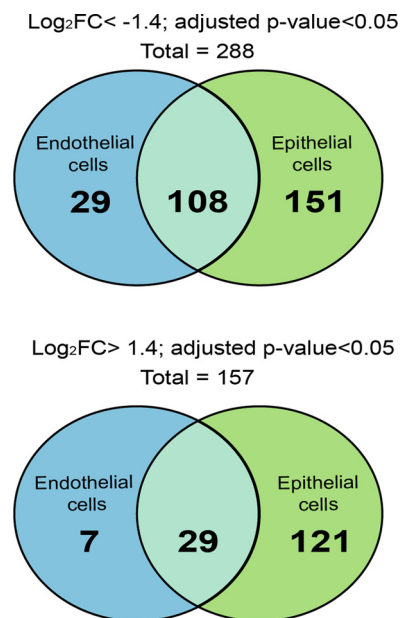 Log₂FC< -1.4; adjusted p-value<0.05
Total = 288
Endothelial
cells
29
108
Epithelial
cells
151
Log₂FC> 1.4; adjusted p-value<0.05
Total = 157
Endothelial
cells
7
29
Epithelial
cells
121